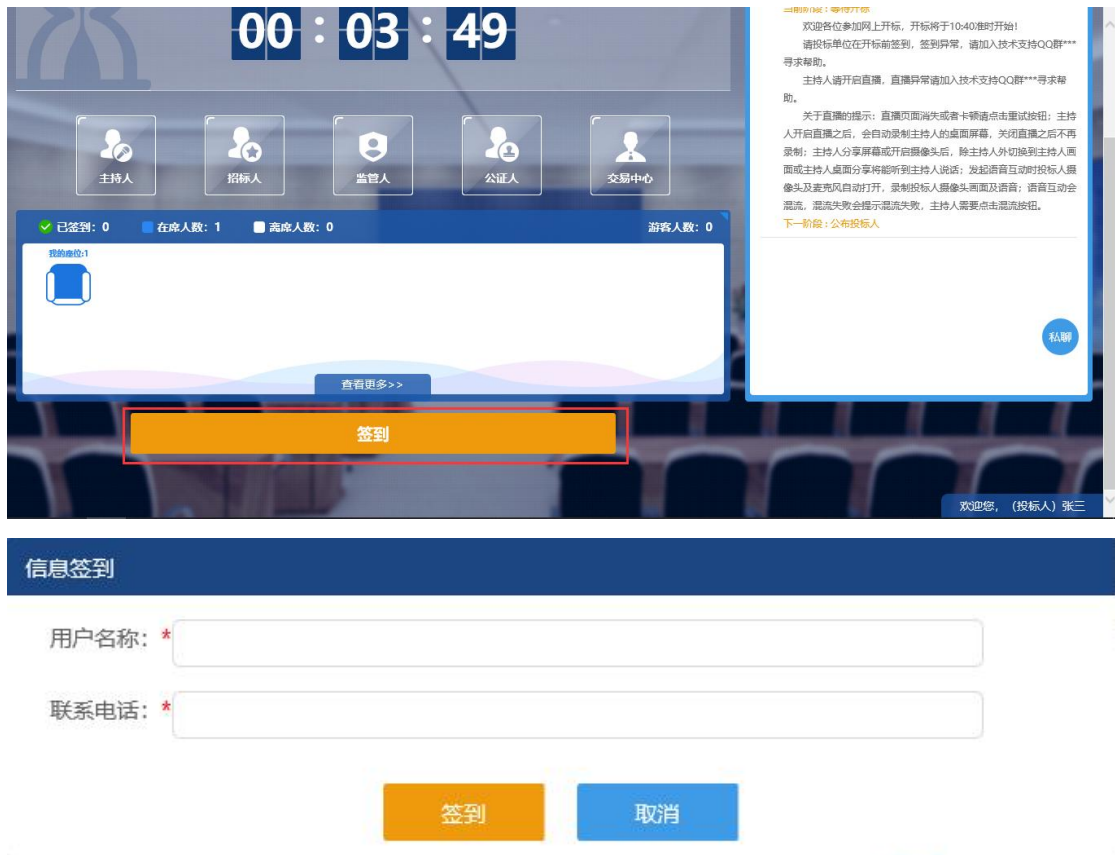 00 : 03 : 49
主持人
招标人
监管人
公证人
交易中心
已签到: 0
在席人数: 1
离席人数: 0
游客人数: 0
我的座位:1
查看更多>>
签到
当前阶段 : 等待开标
欢迎各位参加网上开标，开标将于10:40准时开始!
请投标单位在开标前签到，签到异常，请加入技术支持QQ群***
寻求帮助。
主持人请开启直播，直播异常请加入技术支持QQ群***寻求帮
助。
关于直播的提示：直播页面消失或者卡顿请点击重试按钮；主持
人开启直播之后，会自动录制主持人的桌面屏幕，关闭直播之后不再
录制；主持人分享屏幕或开启摄像头后，除主持人外切换到主持人画
面或主持人桌面分享将能听到主持人说话；发起语音互动时投标人摄
像头及麦克风自动打开，录制投标人摄像头画面及语音；语音互动会
混流，混流失败会提示混流失败，主持人需要点击混流按钮。
下一阶段 : 公布投标人
私聊
欢迎您, （投标人）张三
信息签到
用户名称: *
联系电话: *
签到
取消